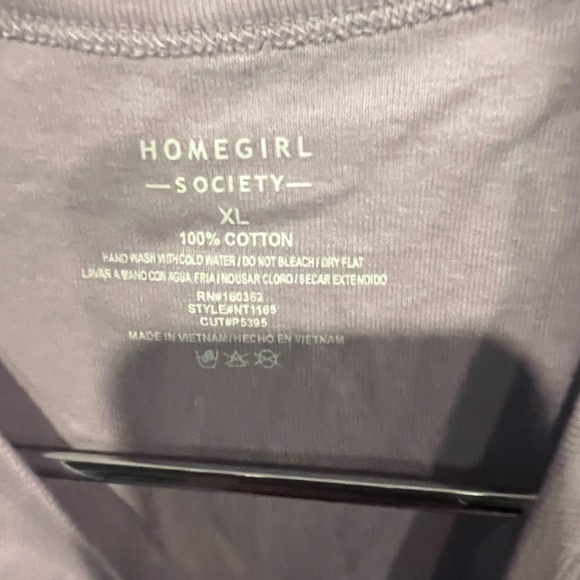 HOMEGIRL
—SOCIETY—
XL
100% COTTON
HAND WASH WITH COLD WATER / DO NOT BLEACH / DRY FLAT
LAVAR A MANO CON AGUA FRIA / NO USAR CLORO / SECAR EXTENDIDO
RN#160352
STYLE#NT1165
CUT#P5395
MADE IN VIETNAM/HECHO EN VIETNAM